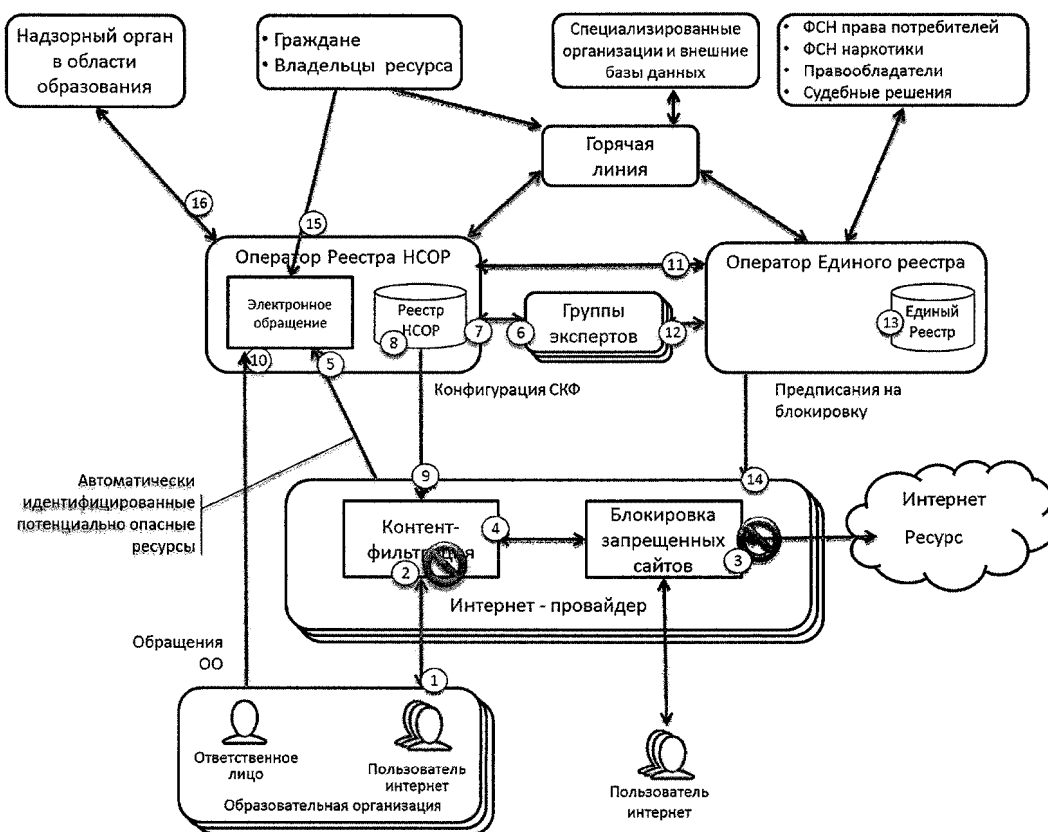 Надзорный орган
в области
образования
• Граждане
• Владельцы ресурса
Специализированные
организации и внешние
базы данных
• ФСН права потребителей
• ФСН наркотики
• Правообладатели
• Судебные решения
Горячая
линия
16
15
Оператор Реестра НСОР
11
Оператор Единого реестра
Электронное
обращение
Реестр
НСОР
8
7
6
Группы
экспертов
12
13
Единый
Реестр
10
5
Конфигурация СКФ
Предписания на
блокировку
Автоматически
идентифицированные
потенциально опасные
ресурсы
9
14
Контент-
фильтрация
2
4
Блокировка
запрещенных
сайтов
3
Интернет
Ресурс
Интернет - провайдер
Обращения
ОО
1
Ответственное
лицо
Пользователь
интернет
Образовательная организация
Пользователь
интернет